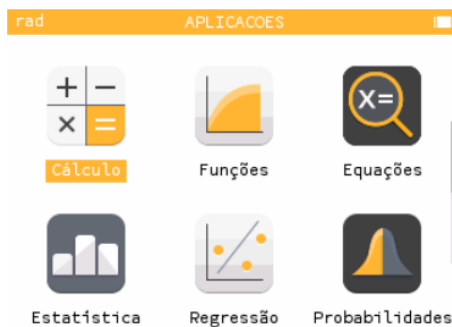 rad APLICACOES
+ −
× =
X=
Cálculo Funções Equações
Estatística Regressão Probabilidades